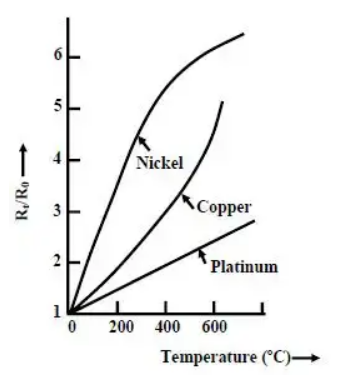 6
5
4
3
2
1
Rₜ/R₀
Nickel
Copper
Platinum
0 200 400 600
Temperature (°C)